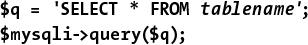 $q = 'SELECT * FROM tablename';
$mysqli->query($q);